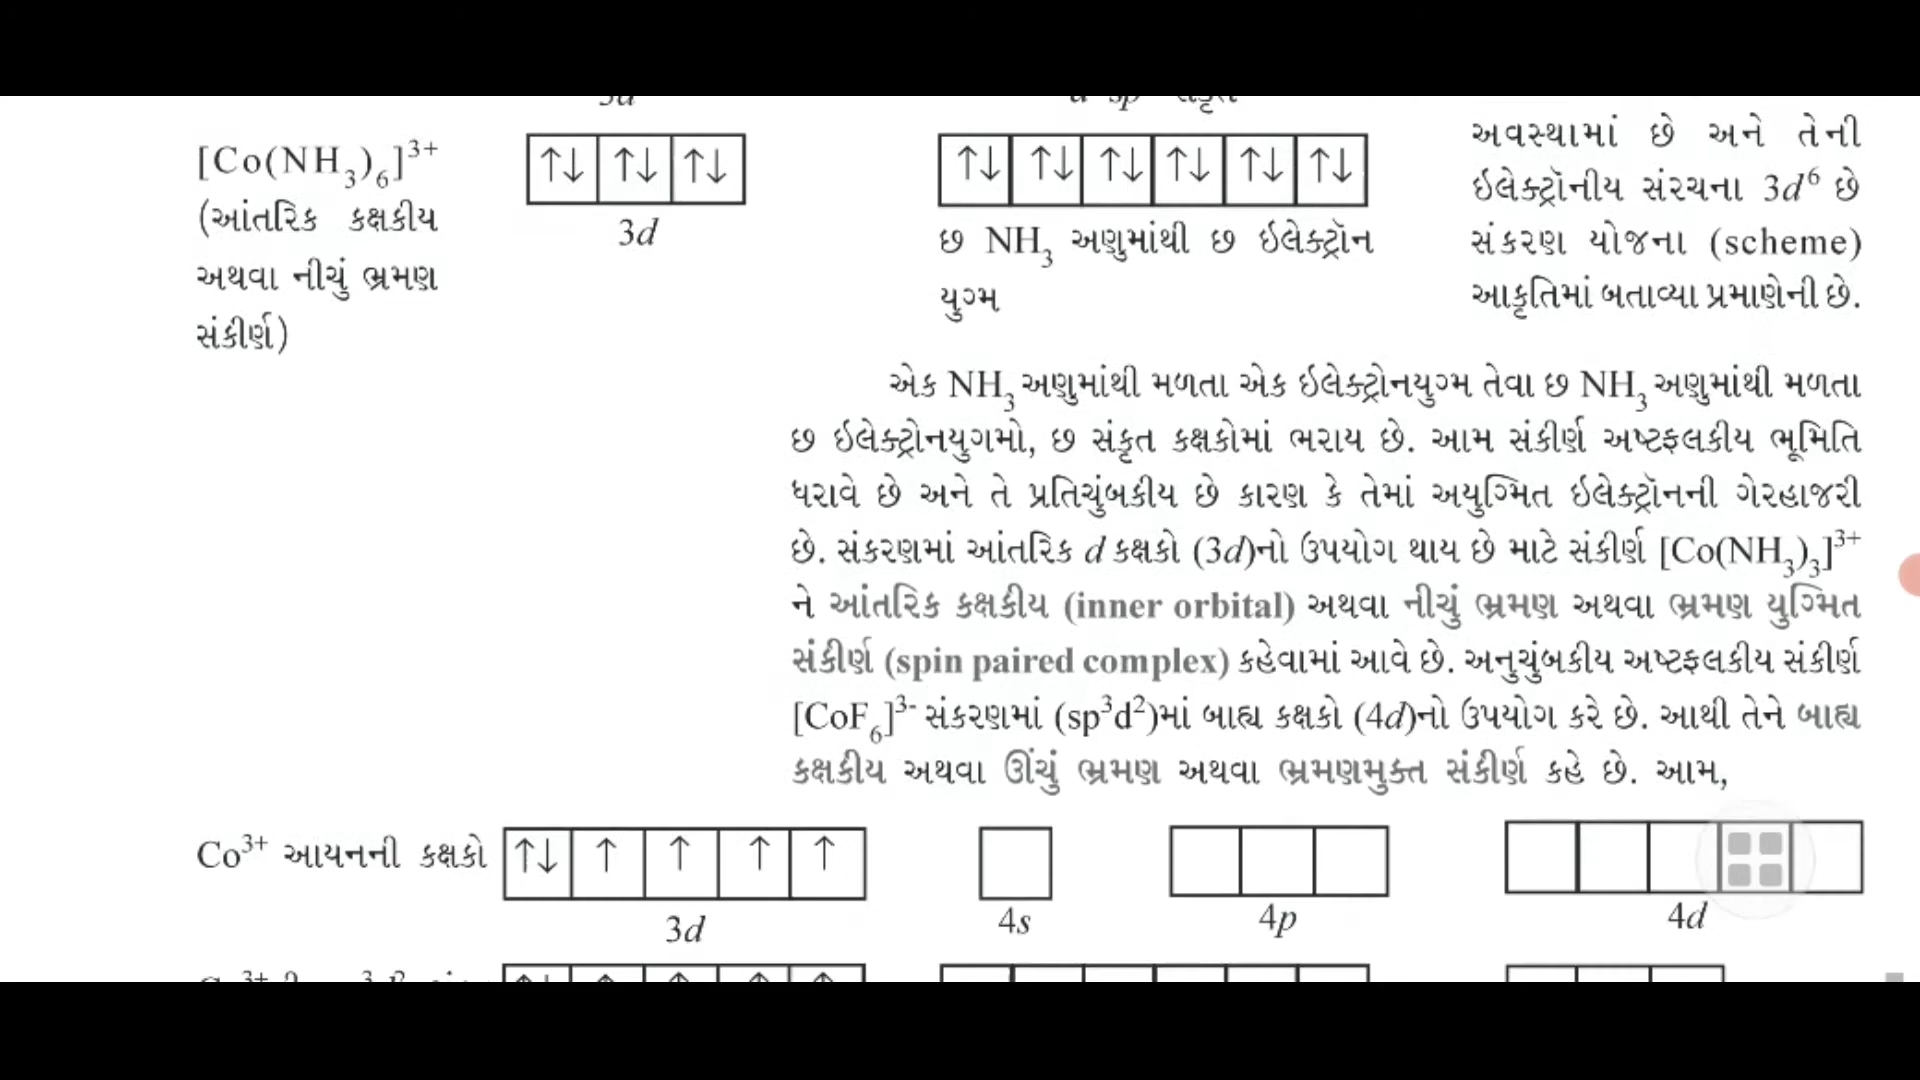 [Co(NH₃)₆]³⁺
(આંતરિક કક્ષકીય
અથવા નીચું ભ્રમણ
સંકીર્ણ)
↑↓ ↑↓ ↑↓
3d
↑↓ ↑↓ ↑↓ ↑↓ ↑↓ ↑↓
છ NH₃ અણુમાંથી છ ઇલેક્ટ્રૉન
યુગ્મ
અવસ્થામાં છે અને તેની
ઇલેક્ટ્રૉનીય સંરચના 3d⁶ છે
સંકરણ યોજના (scheme)
આકૃતિમાં બતાવ્યા પ્રમાણેની છે.
એક NH₃ અણુમાંથી મળતા એક ઇલેક્ટ્રોનયુગ્મ તેવા છ NH₃ અણુમાંથી મળતા
છ ઇલેક્ટ્રોનયુગમો, છ સંકૃત કક્ષકોમાં ભરાય છે. આમ સંકીર્ણ અષ્ટફલકીય ભૂમિતિ
ધરાવે છે અને તે પ્રતિચુંબકીય છે કારણ કે તેમાં અયુગ્મિત ઇલેક્ટ્રૉનની ગેરહાજરી
છે. સંકરણમાં આંતરિક d કક્ષકો (3d)નો ઉપયોગ થાય છે માટે સંકીર્ણ [Co(NH₃)₃]³⁺
ને આંતરિક કક્ષકીય (inner orbital) અથવા નીચું ભ્રમણ અથવા ભ્રમણ યુગ્મિત
સંકીર્ણ (spin paired complex) કહેવામાં આવે છે. અનુચુંબકીય અષ્ટફલકીય સંકીર્ણ
[CoF₆]³⁻ સંકરણમાં (sp³d²)માં બાહ્ય કક્ષકો (4d)નો ઉપયોગ કરે છે. આથી તેને બાહ્ય
કક્ષકીય અથવા ઊંચું ભ્રમણ અથવા ભ્રમણમુક્ત સંકીર્ણ કહે છે. આમ,
Co³⁺ આયનની કક્ષકો ↑↓ ↑ ↑ ↑ ↑
3d 4s 4p 4d